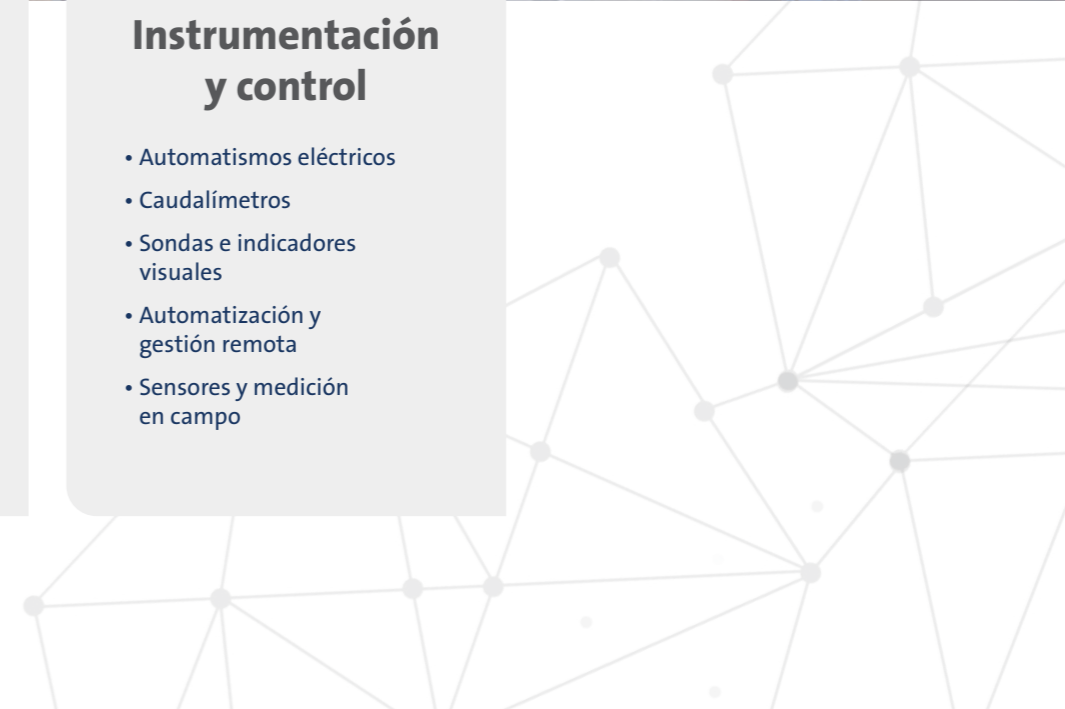 Instrumentación
y control
• Automatismos eléctricos
• Caudalímetros
• Sondas e indicadores
visuales
• Automatización y
gestión remota
• Sensores y medición
en campo